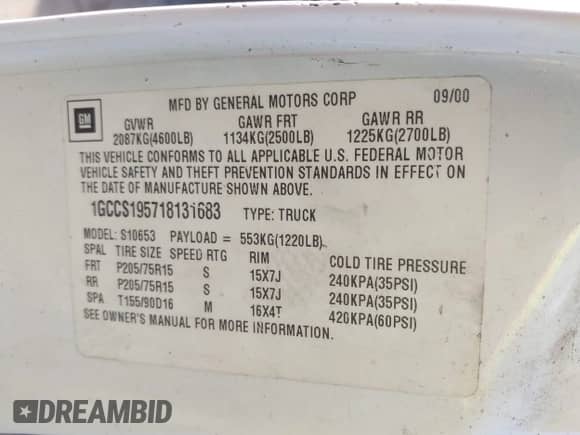 GM
MFD BY GENERAL MOTORS CORP 09/00
GVWR GAWR FRT GAWR RR
2087KG(4600LB) 1134KG(2500LB) 1225KG(2700LB)
THIS VEHICLE CONFORMS TO ALL APPLICABLE U.S. FEDERAL MOTOR
VEHICLE SAFETY AND THEFT PREVENTION STANDARDS IN EFFECT ON
THE DATE OF MANUFACTURE SHOWN ABOVE.
1GCCS195718131683 TYPE: TRUCK
MODEL: S10653 PAYLOAD = 553KG(1220LB)
SPAL TIRE SIZE SPEED RTG RIM COLD TIRE PRESSURE
FRT P205/75R15 S 15X7J 240KPA(35PSI)
RR P205/75R15 S 15X7J 240KPA(35PSI)
SPA T155/90D16 M 16X4T 420KPA(60PSI)
SEE OWNER'S MANUAL FOR MORE INFORMATION.
DREAMBID